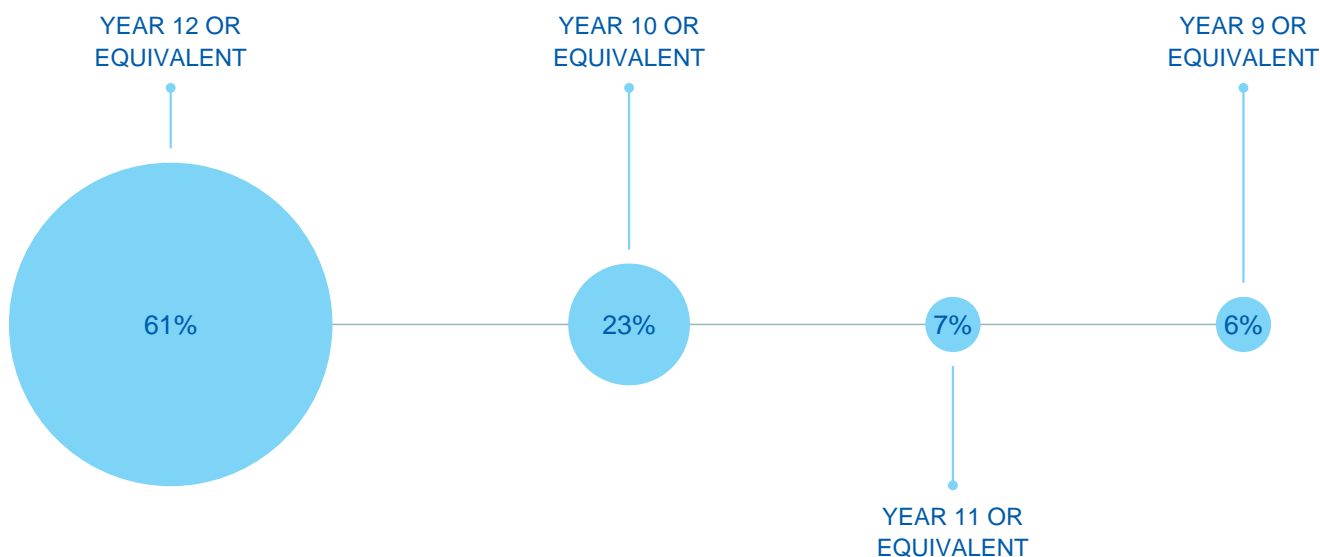 YEAR 12 OR
EQUIVALENT
61%
YEAR 10 OR
EQUIVALENT
23%
7%
YEAR 11 OR
EQUIVALENT
YEAR 9 OR
EQUIVALENT
6%